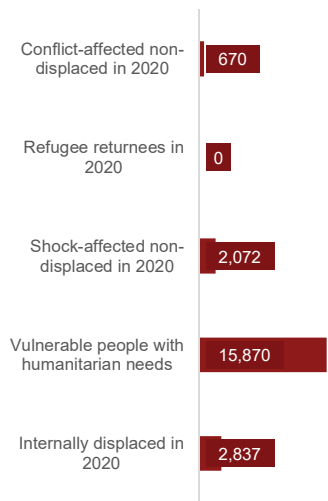 Conflict-affected non-
displaced in 2020
670
Refugee returnees in
2020
0
Shock-affected non-
displaced in 2020
2,072
Vulnerable people with
humanitarian needs
15,870
Internally displaced in
2020
2,837